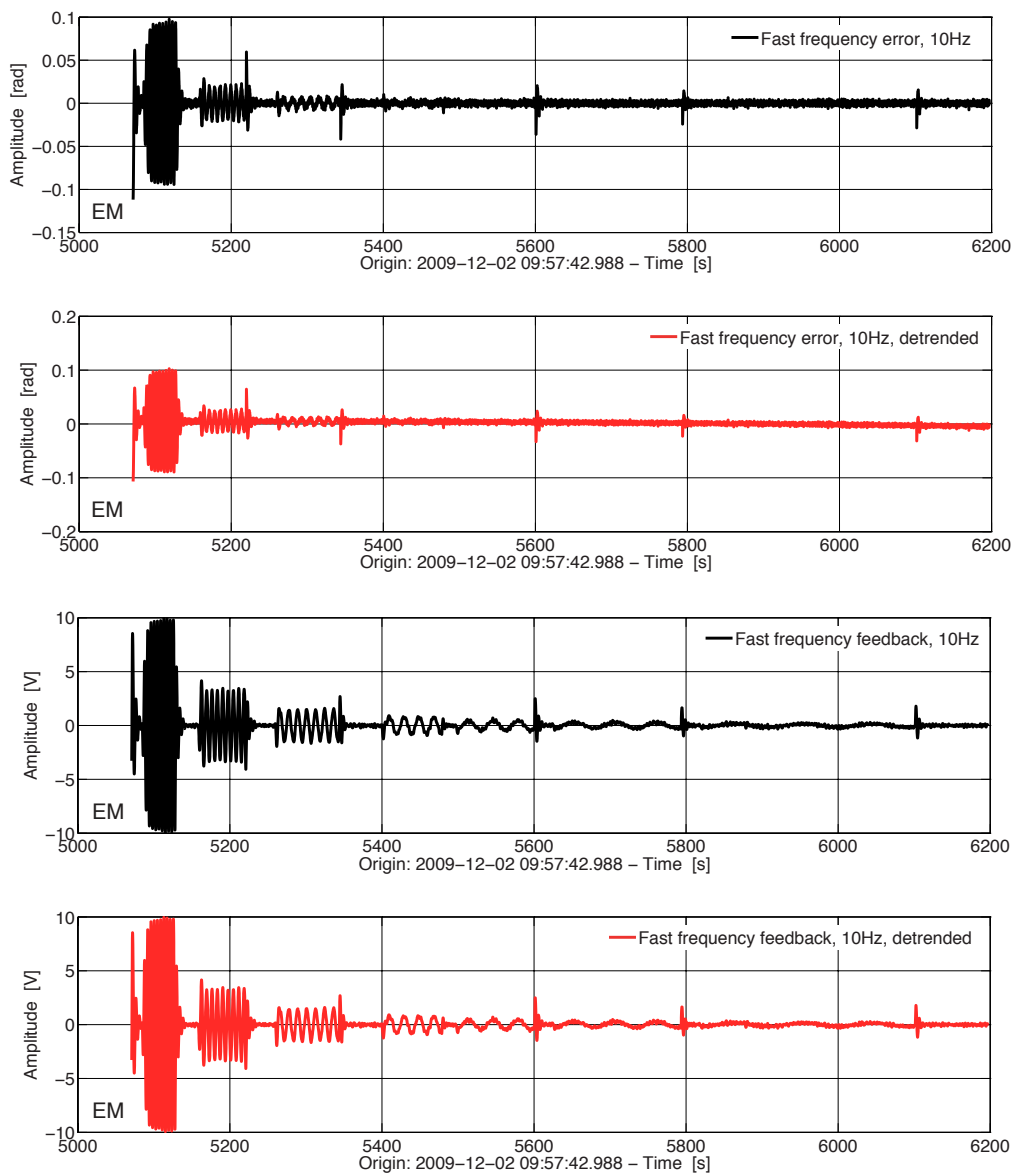 Fast frequency error, 10Hz
Amplitude [rad]
0.1
0.05
0
−0.05
−0.1
−0.15
EM
5000 5200 5400 5600 5800 6000 6200
Origin: 2009−12−02 09:57:42.988 − Time [s]
Fast frequency error, 10Hz, detrended
Amplitude [rad]
0.2
0.1
0
−0.1
−0.2
EM
5000 5200 5400 5600 5800 6000 6200
Origin: 2009−12−02 09:57:42.988 − Time [s]
Fast frequency feedback, 10Hz
Amplitude [V]
10
5
0
−5
−10
EM
5000 5200 5400 5600 5800 6000 6200
Origin: 2009−12−02 09:57:42.988 − Time [s]
Fast frequency feedback, 10Hz, detrended
Amplitude [V]
10
5
0
−5
−10
EM
5000 5200 5400 5600 5800 6000 6200
Origin: 2009−12−02 09:57:42.988 − Time [s]